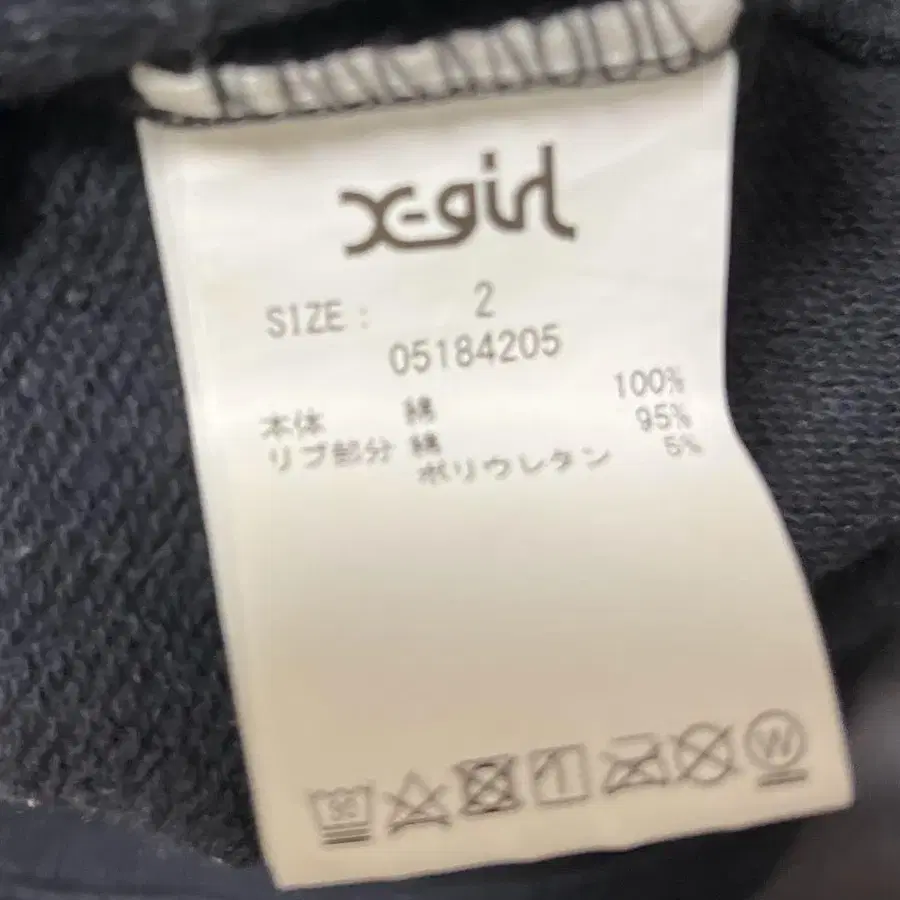 X-girl
SIZE : 2
05184205
本体 綿 100%
リブ部分 綿 95%
ポリウレタン 5%
30
W